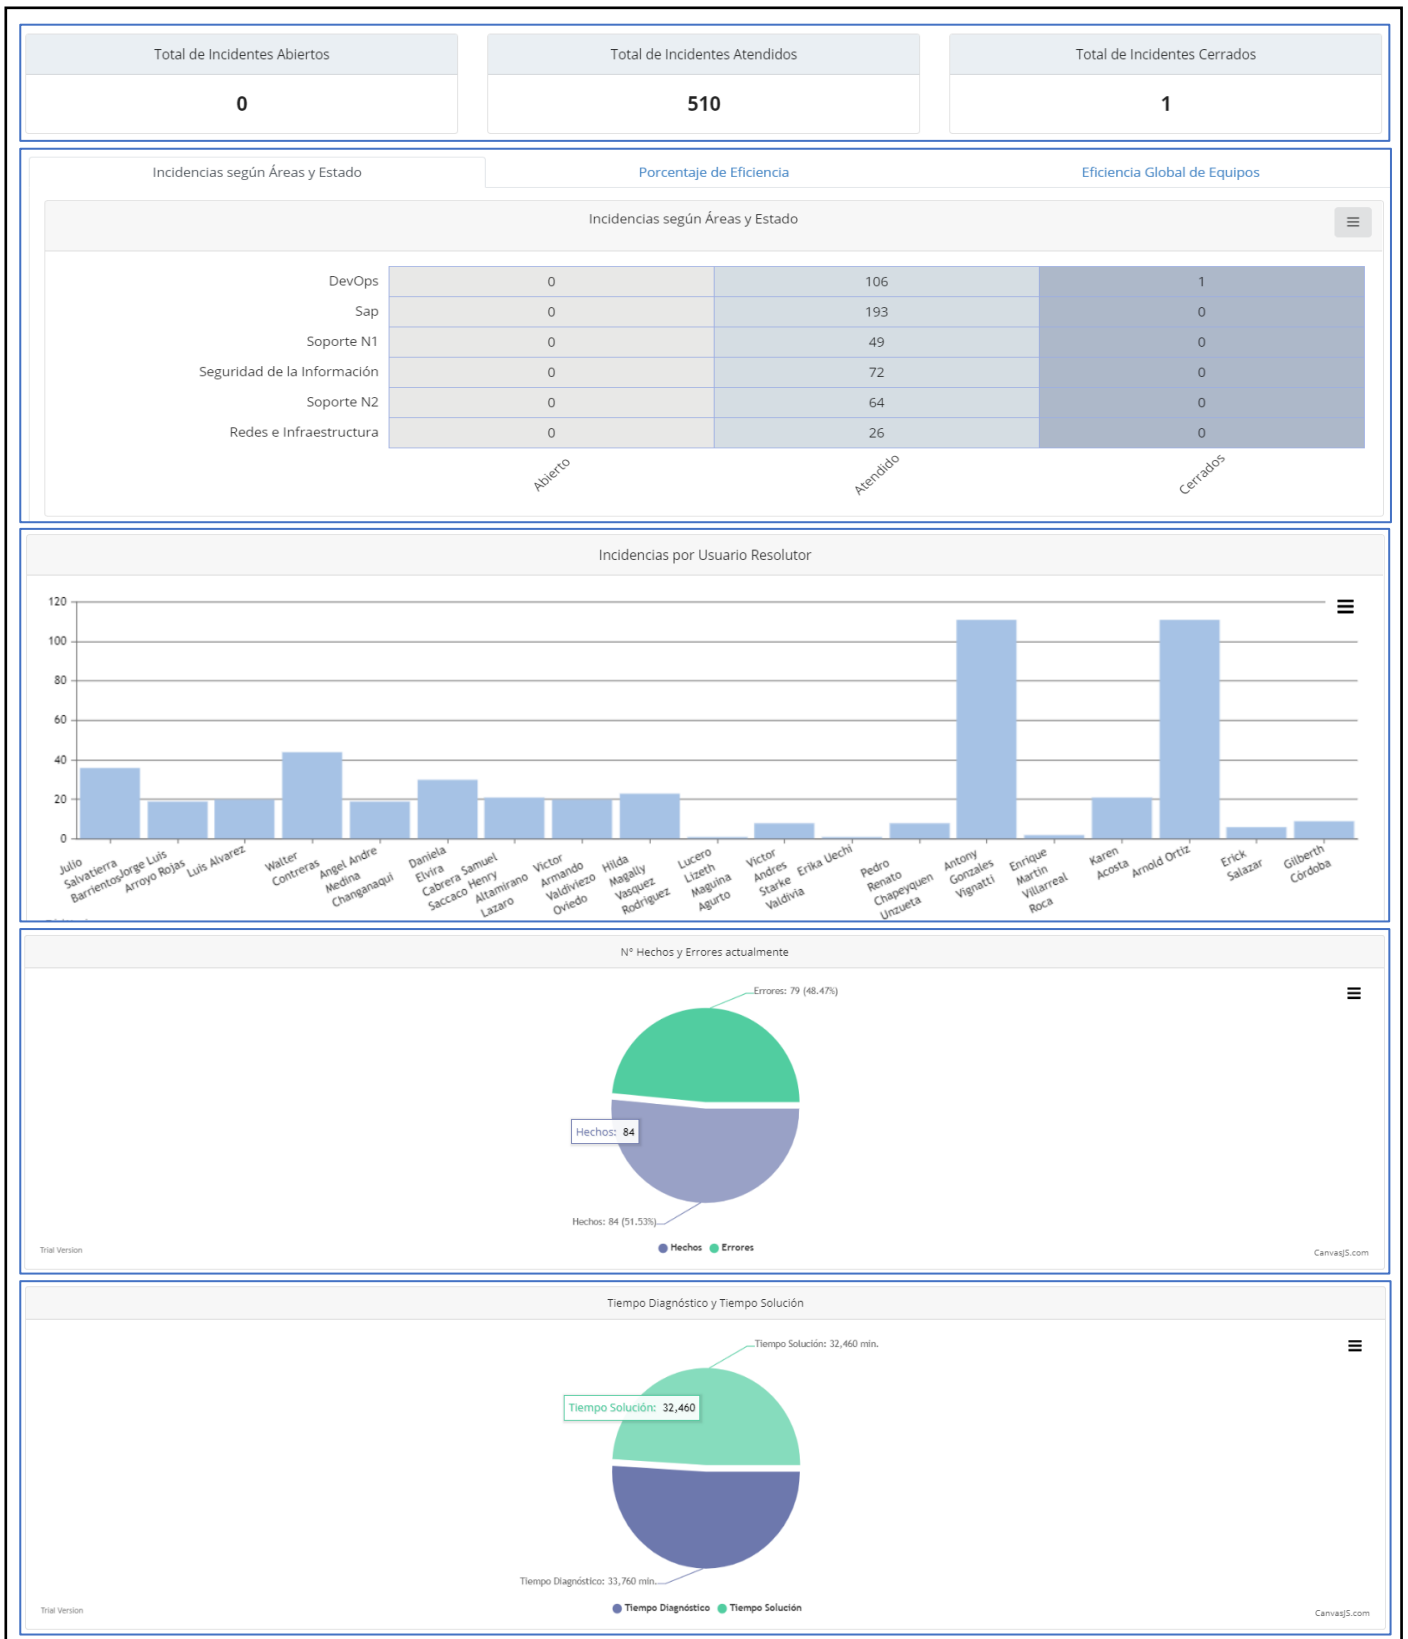 Total de Incidentes Abiertos
0
Total de Incidentes Atendidos
510
Total de Incidentes Cerrados
1
Incidencias según Áreas y Estado
Porcentaje de Eficiencia
Eficiencia Global de Equipos
Incidencias según Áreas y Estado
DevOps 0 106 1
Sap 0 193 0
Soporte N1 0 49 0
Seguridad de la Información 0 72 0
Soporte N2 0 64 0
Redes e Infraestructura 0 26 0
Abierto
Atendido
Cerrados
Incidencias por Usuario Resolutor
120
100
80
60
40
20
0
Julio
Salvatierra
Barrientos
Jorge Luis
Arroyo Rojas
Luis Alvarez
Walter
Contreras
Angel Andre
Medina
Changanaqui
Daniela
Elvira
Cabrera
Saccaco
Samuel
Henry
Altamirano
Lazaro
Victor
Armando
Valdiviezo
Oviedo
Hilda
Magally
Vasquez
Rodriguez
Lucero
Lizeth
Maguina
Agurto
Victor
Andres
Starke
Valdivia
Erika Uechi
Pedro
Renato
Chapeyquen
Unzueta
Antony
Gonzales
Vignatti
Enrique
Martin
Villarreal
Roca
Karen
Acosta
Arnold Ortiz
Erick
Salazar
Gilberth
Córdoba
N° Hechos y Errores actualmente
Errores: 79 (48.47%)
Hechos: 84
Hechos: 84 (51.53%)
Hechos Errores
Trial Version
CanvasJS.com
Tiempo Diagnóstico y Tiempo Solución
Tiempo Solución: 32,460 min.
Tiempo Solución: 32,460
Tiempo Diagnóstico: 33,760 min.
Tiempo Diagnóstico Tiempo Solución
Trial Version
CanvasJS.com